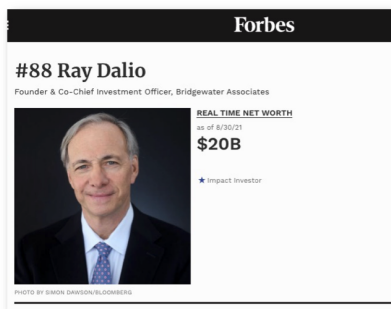 Forbes
#88 Ray Dalio
Founder & Co-Chief Investment Officer, Bridgewater Associates
REAL TIME NET WORTH
as of 8/30/21
$20B
★ Impact Investor
PHOTO BY SIMON DAWSON/BLOOMBERG